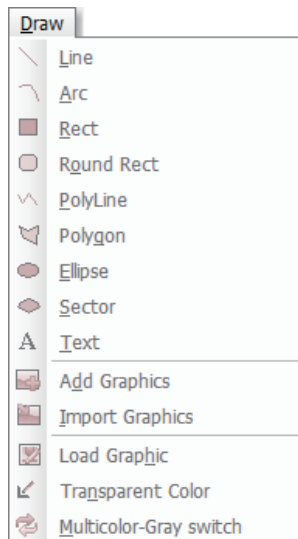 Draw
Line
Arc
Rect
Round Rect
PolyLine
Polygon
Ellipse
Sector
A Text
Add Graphics
Import Graphics
Load Graphic
Transparent Color
Multicolor-Gray switch